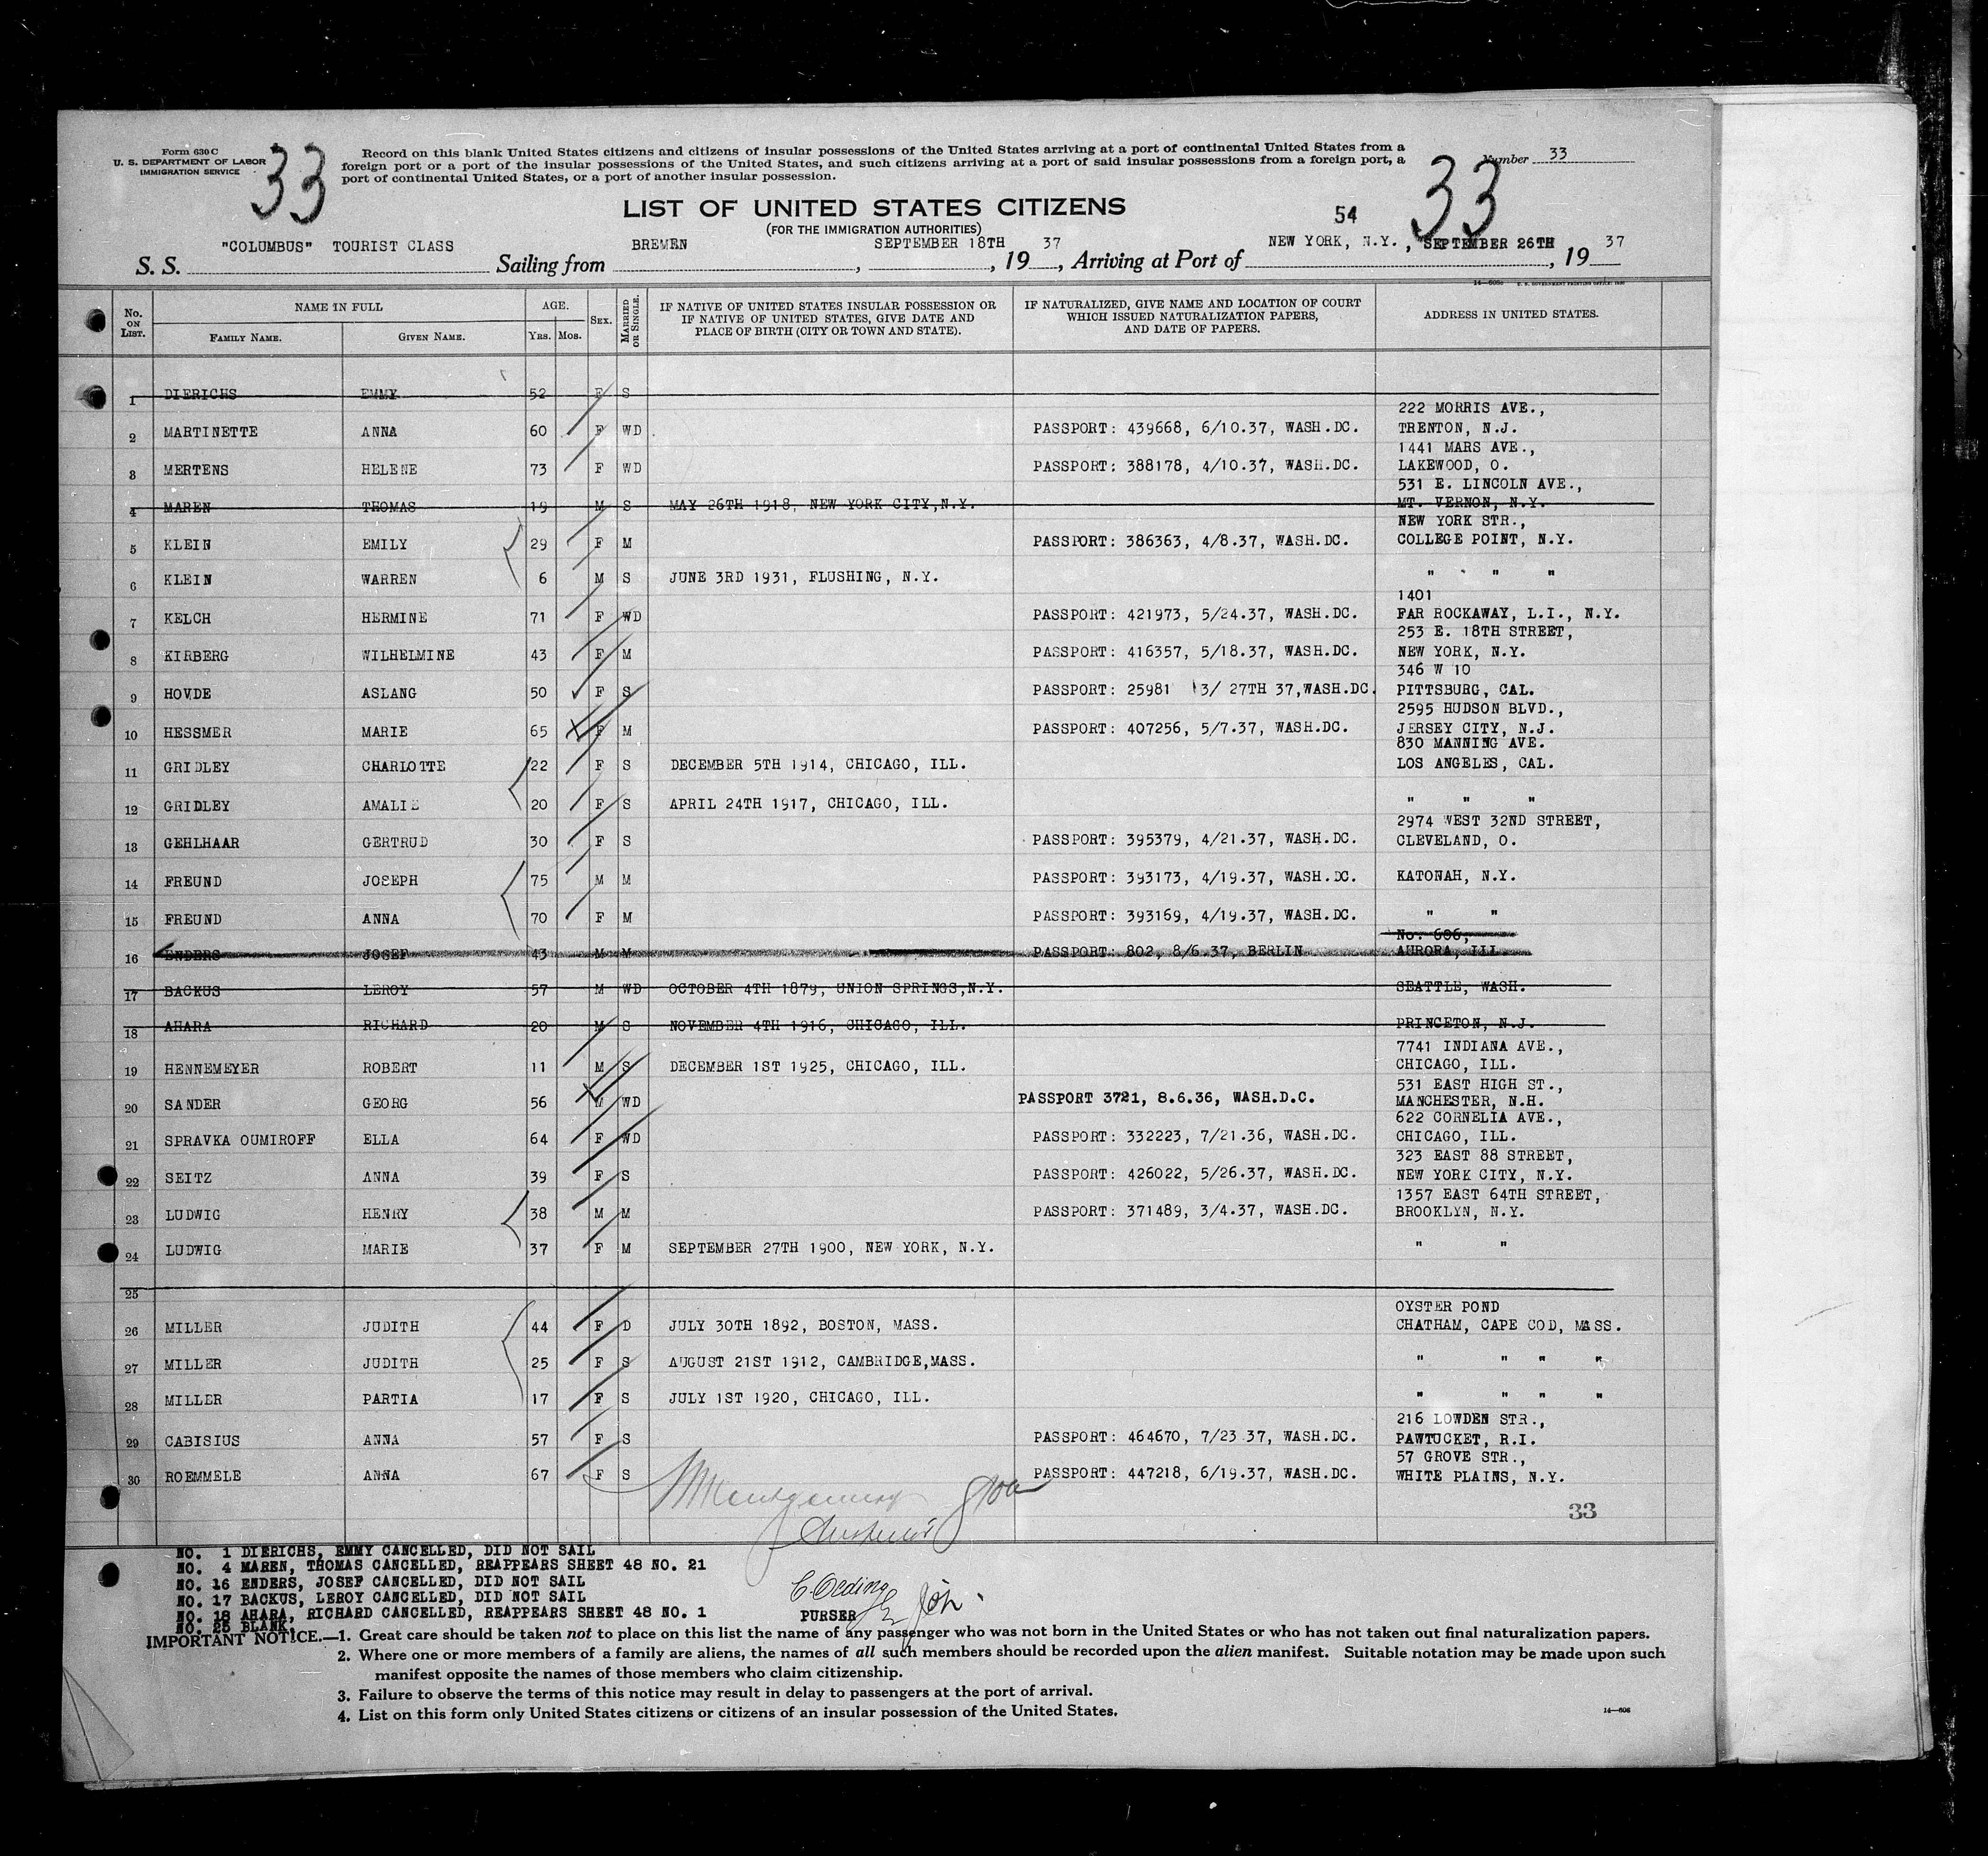 Form 630 C
U. S. DEPARTMENT OF LABOR
IMMIGRATION SERVICE
33
Record on this blank United States citizens and citizens of insular possessions of the United States arriving at a port of continental United States from a
foreign port or a port of the insular possessions of the United States, and such citizens arriving at a port of said insular possessions from a foreign port, a
port of continental United States, or a port of another insular possession.
Number 33
33
LIST OF UNITED STATES CITIZENS
(FOR THE IMMIGRATION AUTHORITIES)
54
S. S. "COLUMBUS" TOURIST CLASS Sailing from BREMEN, SEPTEMBER 18TH, 19 37, Arriving at Port of NEW YORK, N.Y., SEPTEMBER 26TH, 19 37
No. ON LIST. NAME IN FULL FAMILY NAME. GIVEN NAME. AGE. YRS. MOS. SEX. MARRIED OR SINGLE. IF NATIVE OF UNITED STATES INSULAR POSSESSION OR IF NATIVE OF UNITED STATES, GIVE DATE AND PLACE OF BIRTH (CITY OR TOWN AND STATE). IF NATURALIZED, GIVE NAME AND LOCATION OF COURT WHICH ISSUED NATURALIZATION PAPERS, AND DATE OF PAPERS. ADDRESS IN UNITED STATES.
1 DIERICHS EMMY 52 F S
222 MORRIS AVE.,
2 MARTINETTE ANNA 60 F WD PASSPORT: 439668, 6/10.37, WASH.DC. TRENTON, N.J.
1441 MARS AVE.,
3 MERTENS HELENE 73 F WD PASSPORT: 388178, 4/10.37, WASH.DC. LAKEWOOD, O.
531 E. LINCOLN AVE.,
4 MAREN THOMAS 19 M S MAY 26TH 1918, NEW YORK CITY,N.Y. MT. VERNON, N.Y.
NEW YORK STR.,
5 KLEIN EMILY 29 F M PASSPORT: 386363, 4/8.37, WASH.DC. COLLEGE POINT, N.Y.
6 KLEIN WARREN 6 M S JUNE 3RD 1931, FLUSHING, N.Y. " " "
1401
7 KELCH HERMINE 71 F WD PASSPORT: 421973, 5/24.37, WASH.DC. FAR ROCKAWAY, L.I., N.Y.
253 E. 18TH STREET,
8 KIRBERG WILHELMINE 43 F M PASSPORT: 416357, 5/18.37, WASH.DC. NEW YORK, N.Y.
346 W 10
9 HOVDE ASLANG 50 F S PASSPORT: 25981 3/ 27TH 37,WASH.DC. PITTSBURG, CAL.
2595 HUDSON BLVD.,
10 HESSMER MARIE 65 F M PASSPORT: 407256, 5/7.37, WASH.DC. JERSEY CITY, N.J.
830 MANNING AVE.
11 GRIDLEY CHARLOTTE 22 F S DECEMBER 5TH 1914, CHICAGO, ILL. LOS ANGELES, CAL.
12 GRIDLEY AMALIE 20 F S APRIL 24TH 1917, CHICAGO, ILL. " " "
2974 WEST 32ND STREET,
13 GEHLHAAR GERTRUD 30 F S PASSPORT: 395379, 4/21.37, WASH.DC. CLEVELAND, O.
14 FREUND JOSEPH 75 M M PASSPORT: 393173, 4/19.37, WASH.DC. KATONAH, N.Y.
15 FREUND ANNA 70 F M PASSPORT: 393169, 4/19.37, WASH.DC. " "
No. 606,
16 ENDERS JOSEF 43 M M PASSPORT: 802, 8/6.37, BERLIN AURORA, ILL
17 BACKUS LEROY 57 M WD OCTOBER 4TH 1879, UNION SPRINGS,N.Y. SEATTLE, WASH.
18 AHARA RICHARD 20 M S NOVEMBER 4TH 1916, CHICAGO, ILL. PRINCETON, N.J.
7741 INDIANA AVE.,
19 HENNEMEYER ROBERT 11 M S DECEMBER 1ST 1925, CHICAGO, ILL. CHICAGO, ILL.
531 EAST HIGH ST.,
20 SANDER GEORG 56 M WD PASSPORT 3721, 8.6.36, WASH.D.C. MANCHESTER, N.H.
622 CORNELIA AVE.,
21 SPRAVKA OUMIROFF ELLA 64 F WD PASSPORT: 332223, 7/21.36, WASH.DC. CHICAGO, ILL.
323 EAST 88 STREET,
22 SEITZ ANNA 39 F S PASSPORT: 426022, 5/26.37, WASH.DC. NEW YORK CITY, N.Y.
1357 EAST 64TH STREET,
23 LUDWIG HENRY 38 M M PASSPORT: 371489, 3/4.37, WASH.DC. BROOKLYN, N.Y.
24 LUDWIG MARIE 37 F M SEPTEMBER 27TH 1900, NEW YORK, N.Y. " "
25
OYSTER POND
26 MILLER JUDITH 44 F D JULY 30TH 1892, BOSTON, MASS. CHATHAM, CAPE COD, MASS.
27 MILLER JUDITH 25 F S AUGUST 21ST 1912, CAMBRIDGE,MASS. " " " "
28 MILLER PARTIA 17 F S JULY 1ST 1920, CHICAGO, ILL. " " " "
216 LOWDEN STR.,
29 CABISIUS ANNA 57 F S PASSPORT: 464670, 7/23 37, WASH.DC. PAWTUCKET, R.I.
57 GROVE STR.,
30 ROEMMELE ANNA 67 F S PASSPORT: 447218, 6/19.37, WASH.DC. WHITE PLAINS, N.Y.
Montgomery
33
NO. 1 DIERICHS, EMMY CANCELLED, DID NOT SAIL
NO. 4 MAREN, THOMAS CANCELLED, REAPPEARS SHEET 48 NO. 21
NO. 16 ENDERS, JOSEF CANCELLED, DID NOT SAIL
NO. 17 BACKUS, LEROY CANCELLED, DID NOT SAIL
NO. 18 AHARA, RICHARD CANCELLED, REAPPEARS SHEET 48 NO. 1
NO. 25 BLANK.
PURSER
IMPORTANT NOTICE.—1. Great care should be taken not to place on this list the name of any passenger who was not born in the United States or who has not taken out final naturalization papers.
2. Where one or more members of a family are aliens, the names of all such members should be recorded upon the alien manifest. Suitable notation may be made upon such
manifest opposite the names of those members who claim citizenship.
3. Failure to observe the terms of this notice may result in delay to passengers at the port of arrival.
4. List on this form only United States citizens or citizens of an insular possession of the United States.